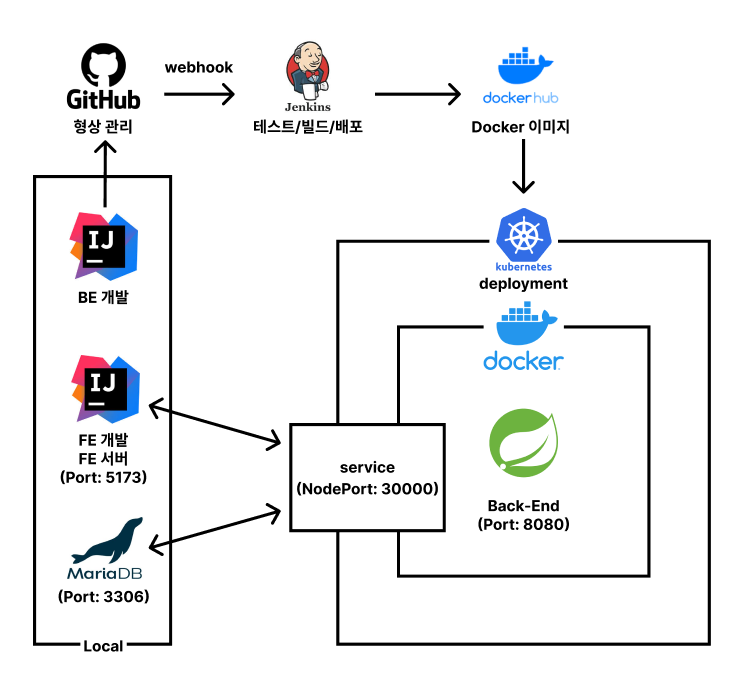 GitHub
형상 관리
webhook
Jenkins
테스트/빌드/배포
docker hub
Docker 이미지
IJ
BE 개발
IJ
FE 개발
FE 서버
(Port: 5173)
MariaDB
(Port: 3306)
Local
kubernetes
deployment
docker
service
(NodePort: 30000)
Back-End
(Port: 8080)